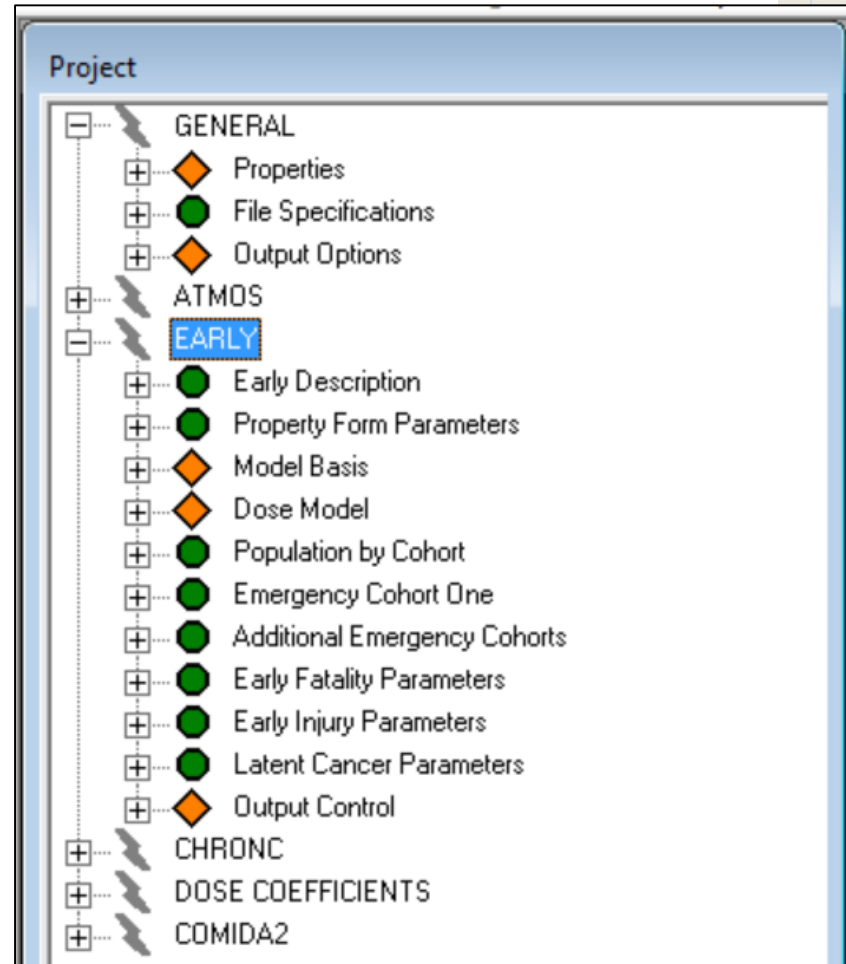 Project
GENERAL
Properties
File Specifications
Output Options
ATMOS
EARLY
Early Description
Property Form Parameters
Model Basis
Dose Model
Population by Cohort
Emergency Cohort One
Additional Emergency Cohorts
Early Fatality Parameters
Early Injury Parameters
Latent Cancer Parameters
Output Control
CHRONC
DOSE COEFFICIENTS
COMIDA2